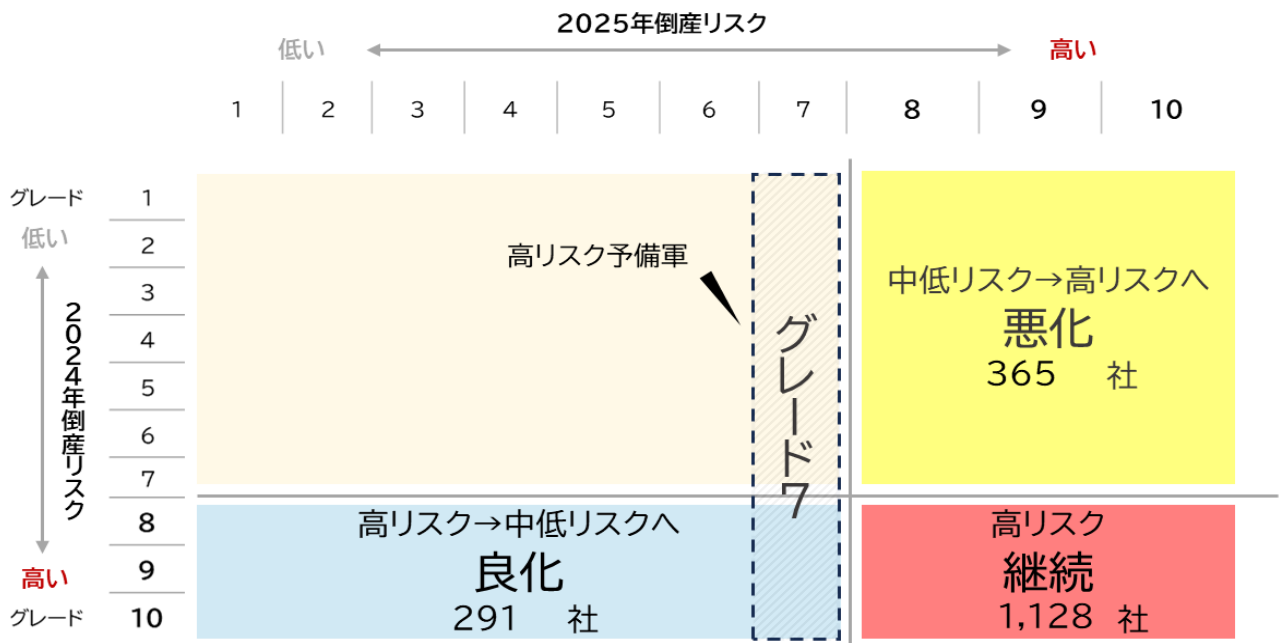 2025年倒産リスク
低い
高い
1 2 3 4 5 6 7 8 9 10
グレード
低い
2024年倒産リスク
高い
グレード
1
2
3
4
5
6
7
8
9
10
高リスク予備軍
グレード7
中低リスク→高リスクへ
悪化
365 社
高リスク→中低リスクへ
良化
291 社
高リスク
継続
1,128 社